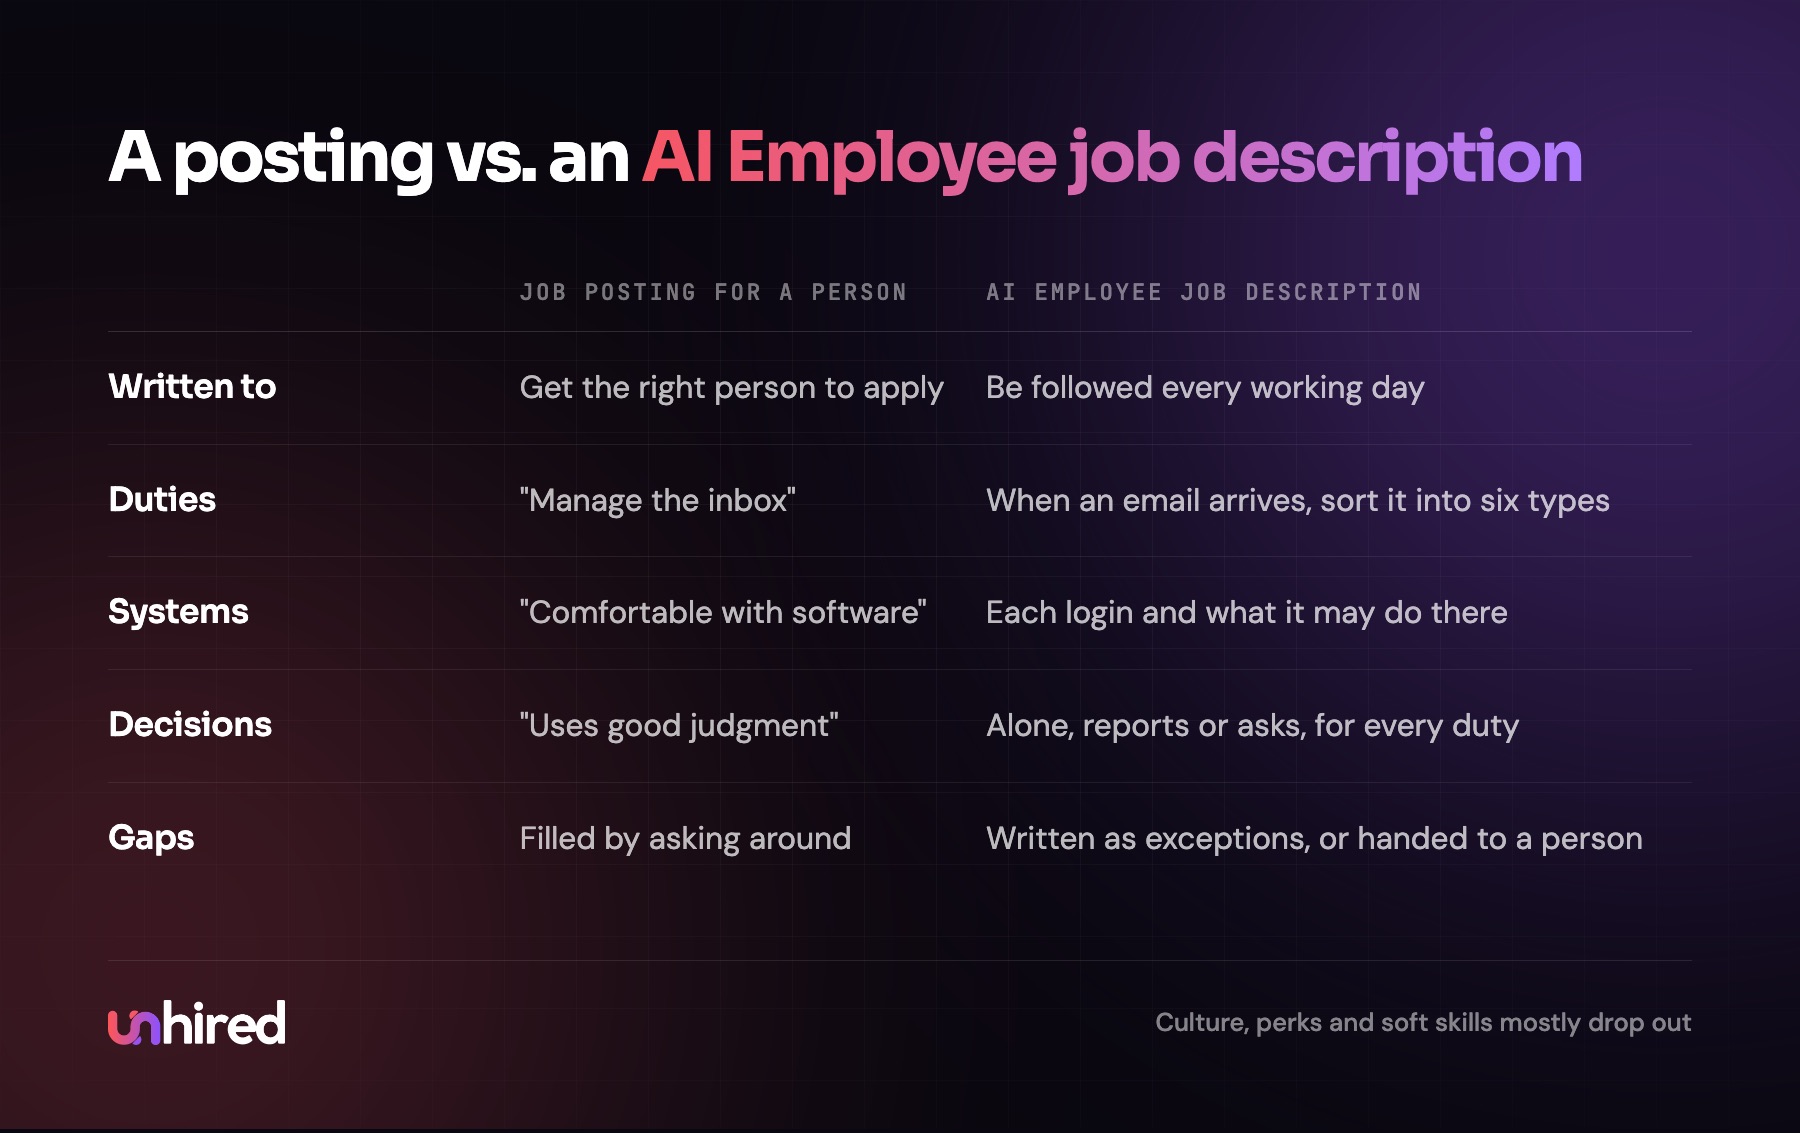 A posting vs. an AI Employee job description
JOB POSTING FOR A PERSON AI EMPLOYEE JOB DESCRIPTION
Written to Get the right person to apply Be followed every working day
Duties "Manage the inbox" When an email arrives, sort it into six types
Systems "Comfortable with software" Each login and what it may do there
Decisions "Uses good judgment" Alone, reports or asks, for every duty
Gaps Filled by asking around Written as exceptions, or handed to a person
unhired Culture, perks and soft skills mostly drop out